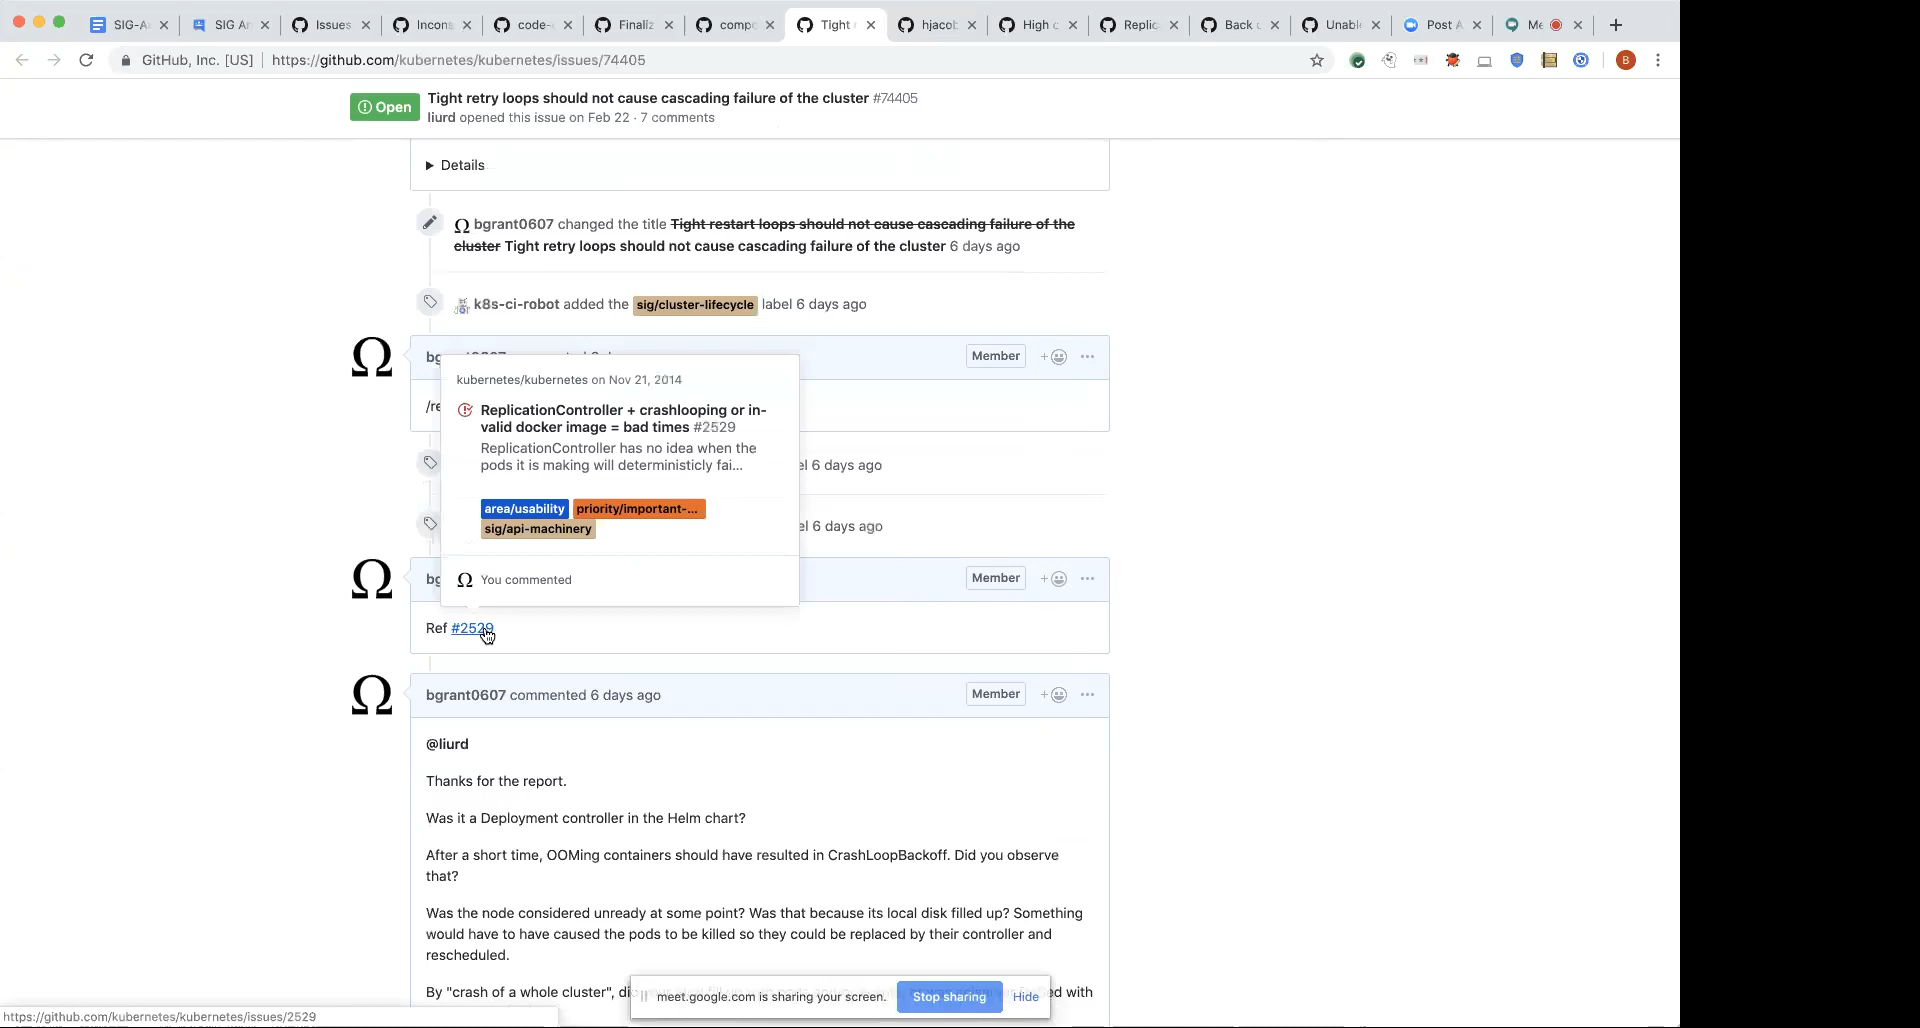 SIG-A
SIG Ar
Issues
Incons
code-
Finaliz
compo
Tight r
hjacob
High c
Replic
Back u
Unable
Post A
Me
GitHub, Inc. [US] https://github.com/kubernetes/kubernetes/issues/74405
B
Open
Tight retry loops should not cause cascading failure of the cluster #74405
liurd opened this issue on Feb 22 · 7 comments
Details
bgrant0607 changed the title Tight restart loops should not cause cascading failure of the
cluster Tight retry loops should not cause cascading failure of the cluster 6 days ago
k8s-ci-robot added the sig/cluster-lifecycle label 6 days ago
Member
kubernetes/kubernetes on Nov 21, 2014
/re
ReplicationController + crashlooping or in-
valid docker image = bad times #2529
ReplicationController has no idea when the
pods it is making will deterministicly fai...
el 6 days ago
area/usability priority/important-...
sig/api-machinery
el 6 days ago
bg
Member
Ω You commented
Ref #2529
bgrant0607 commented 6 days ago
Member
@liurd
Thanks for the report.
Was it a Deployment controller in the Helm chart?
After a short time, OOMing containers should have resulted in CrashLoopBackoff. Did you observe
that?
Was the node considered unready at some point? Was that because its local disk filled up? Something
would have to have caused the pods to be killed so they could be replaced by their controller and
rescheduled.
By "crash of a whole cluster", di
ed with
meet.google.com is sharing your screen. Stop sharing Hide
https://github.com/kubernetes/kubernetes/issues/2529